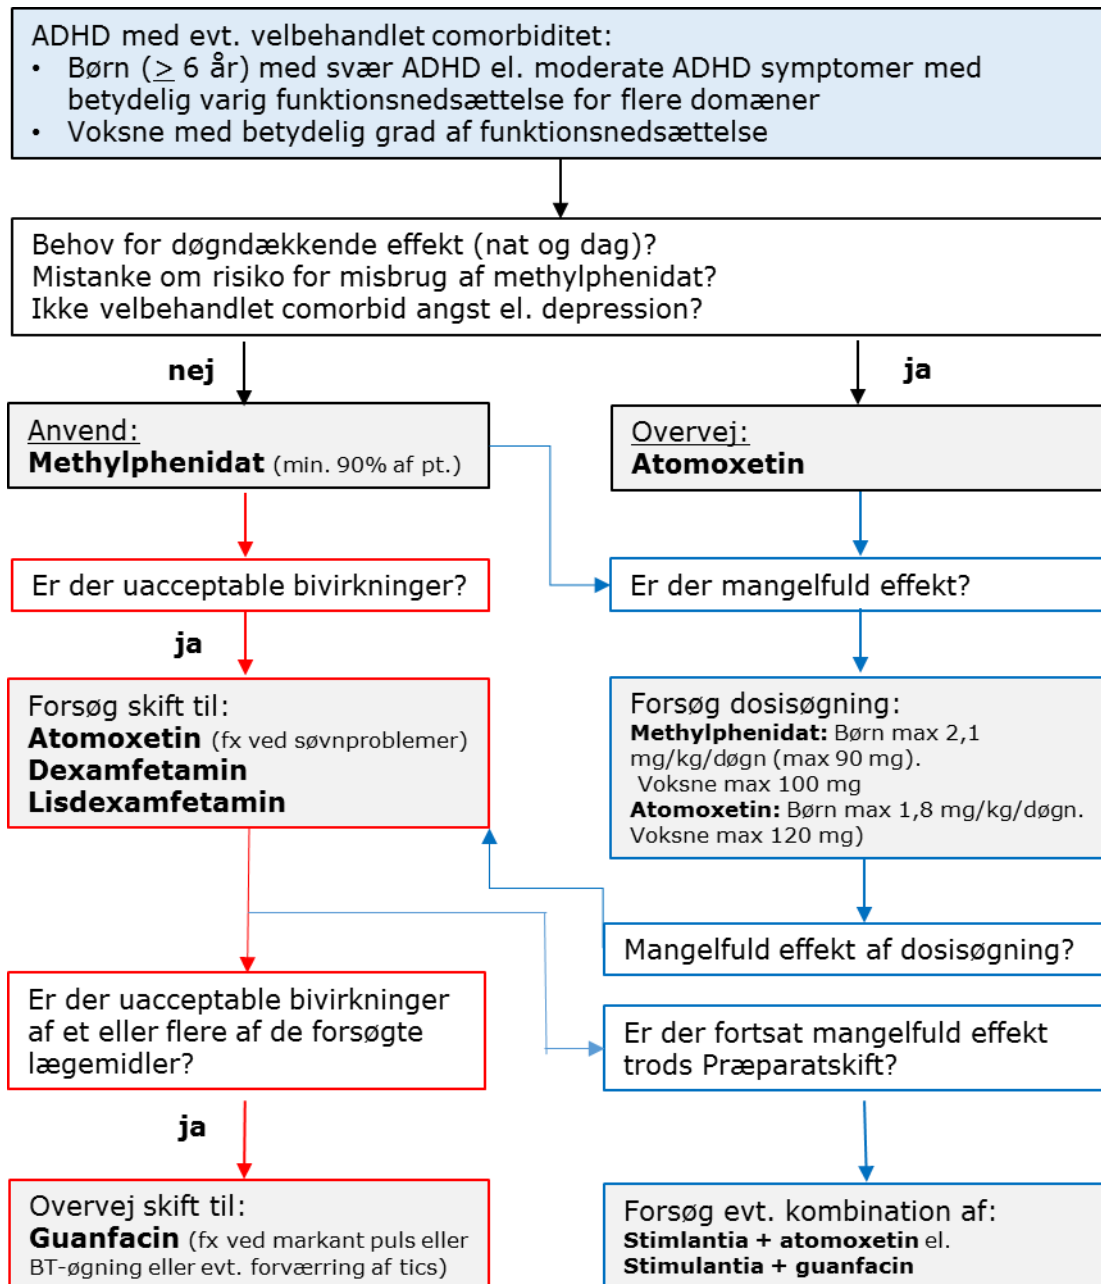 ADHD med evt. velbehandlet comorbiditet:
• Børn (≥ 6 år) med svær ADHD el. moderate ADHD symptomer med
betydelig varig funktionsnedsættelse for flere domæner
• Voksne med betydelig grad af funktionsnedsættelse
Behov for døgndækkende effekt (nat og dag)?
Mistanke om risiko for misbrug af methylphenidat?
Ikke velbehandlet comorbid angst el. depression?
nej
ja
Anvend:
Methylphenidat (min. 90% af pt.)
Overvej:
Atomoxetin
Er der uacceptable bivirkninger?
Er der mangelfuld effekt?
ja
Forsøg skift til:
Atomoxetin (fx ved søvnproblemer)
Dexamfetamin
Lisdexamfetamin
Forsøg dosisøgning:
Methylphenidat: Børn max 2,1
mg/kg/døgn (max 90 mg).
Voksne max 100 mg
Atomoxetin: Børn max 1,8 mg/kg/døgn.
Voksne max 120 mg)
Mangelfuld effekt af dosisøgning?
Er der uacceptable bivirkninger
af et eller flere af de forsøgte
lægemidler?
Er der fortsat mangelfuld effekt
trods Præparatskift?
ja
Overvej skift til:
Guanfacin (fx ved markant puls eller
BT-øgning eller evt. forværring af tics)
Forsøg evt. kombination af:
Stimlantia + atomoxetin el.
Stimulantia + guanfacin